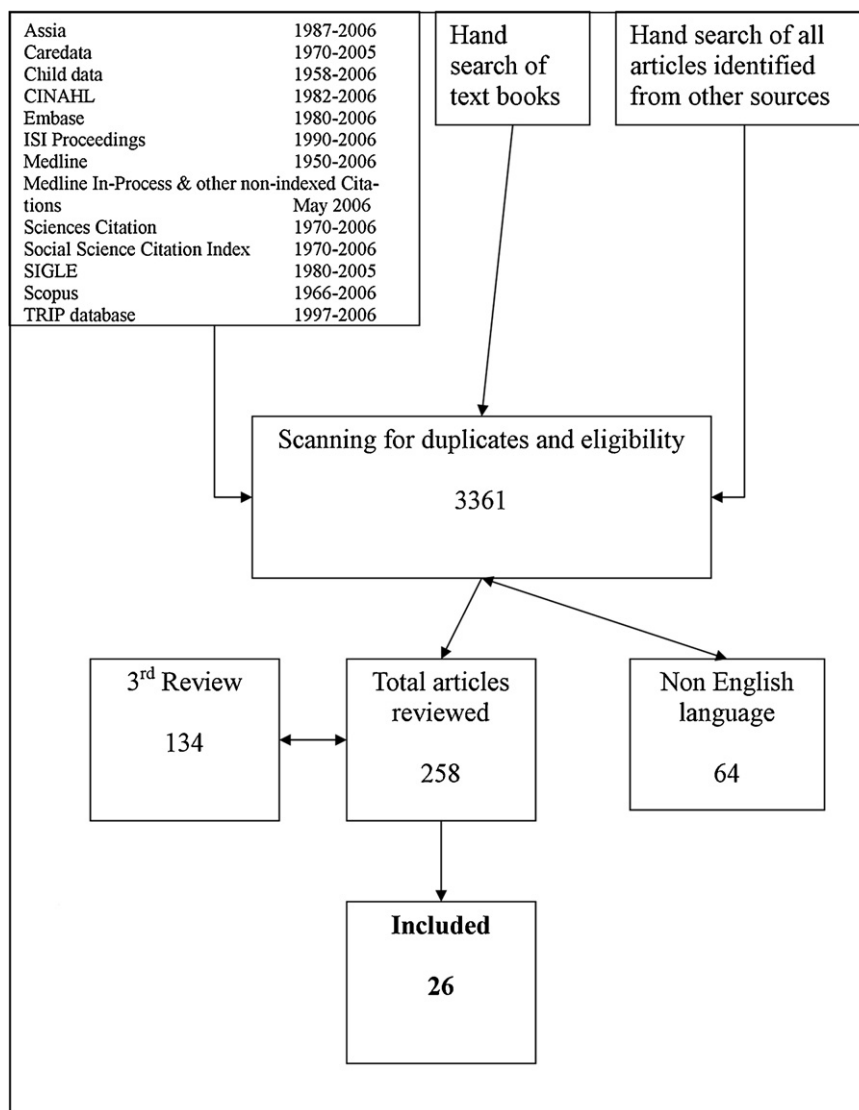 Assia 1987-2006
Caredata 1970-2005
Child data 1958-2006
CINAHL 1982-2006
Embase 1980-2006
ISI Proceedings 1990-2006
Medline 1950-2006
Medline In-Process & other non-indexed Cita-
tions May 2006
Sciences Citation 1970-2006
Social Science Citation Index 1970-2006
SIGLE 1980-2005
Scopus 1966-2006
TRIP database 1997-2006
Hand
search of
text books
Hand search of all
articles identified
from other sources
Scanning for duplicates and eligibility
3361
3rd Review
134
Total articles
reviewed
258
Non English
language
64
Included
26